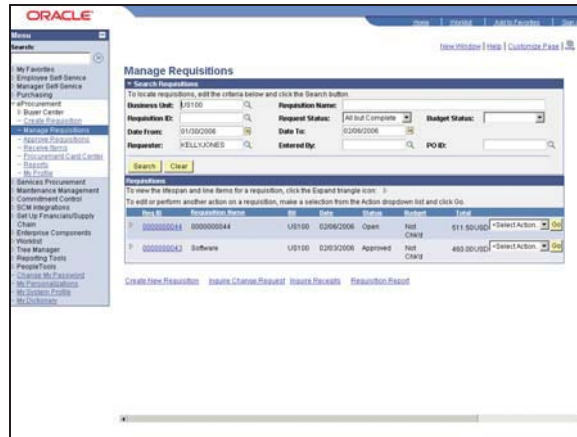 ORACLE
Home | Worklist | Add to Favorites | Sign
Menu
Search:
New Window | Help | Customize Page
My Favorites
Employee Self-Service
Manager Self-Service
Purchasing
eProcurement
Buyer Center
- Create Requisition
- Manage Requisitions
- Approve Requisitions
- Receive Items
- Procurement Card Center
- Reports
- My Profile
Services Procurement
Maintenance Management
Commitment Control
SCM Integrations
Set Up Financials/Supply
Chain
Enterprise Components
Worklist
Tree Manager
Reporting Tools
PeopleTools
Change My Password
My Personalizations
My System Profile
My Dictionary
Manage Requisitions
Search Requisitions
To locate requisitions, edit the criteria below and click the Search button.
Business Unit: US100 Requisition Name:
Requisition ID: Request Status: All but Complete Budget Status:
Date From: 01/30/2006 Date To: 02/06/2006
Requester: KELLYJONES Entered By: PO ID:
Search Clear
Requisitions
To view the lifespan and line items for a requisition, click the Expand triangle icon:
To edit or perform another action on a requisition, make a selection from the Action dropdown list and click Go.
Req ID Requisition Name BU Date Status Budget Total
0000000044 0000000044 US100 02/06/2006 Open Not Chk'd 511.50USD <Select Action. Go
0000000043 Software US100 02/03/2006 Approved Not Chk'd 493.00USD <Select Action. Go
Create New Requisition Inquire Change Request Inquire Receipts Requisition Report